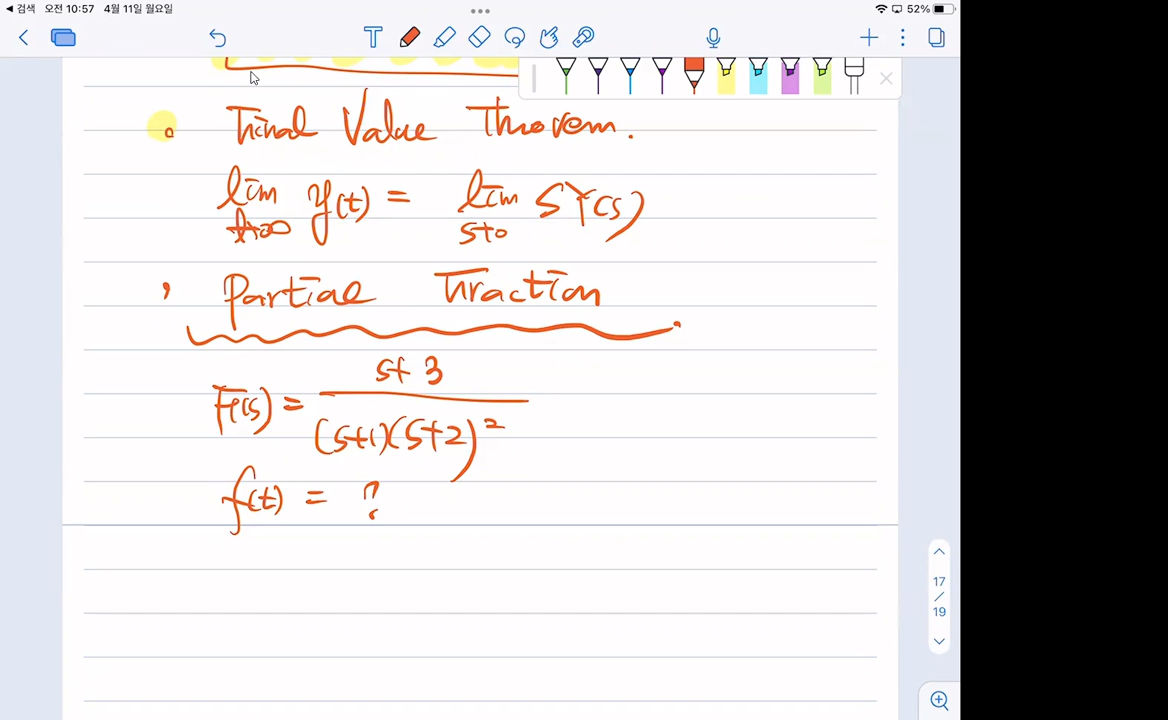 검색 오전 10:57 4월 11일 월요일
52%
Final Value Theorem.
lim y(t) = lim sY(s)
t→∞ s→0
Partial Fraction
F(s) = s+3
(s+1)(s+2)²
f(t) = ?
17
/
19